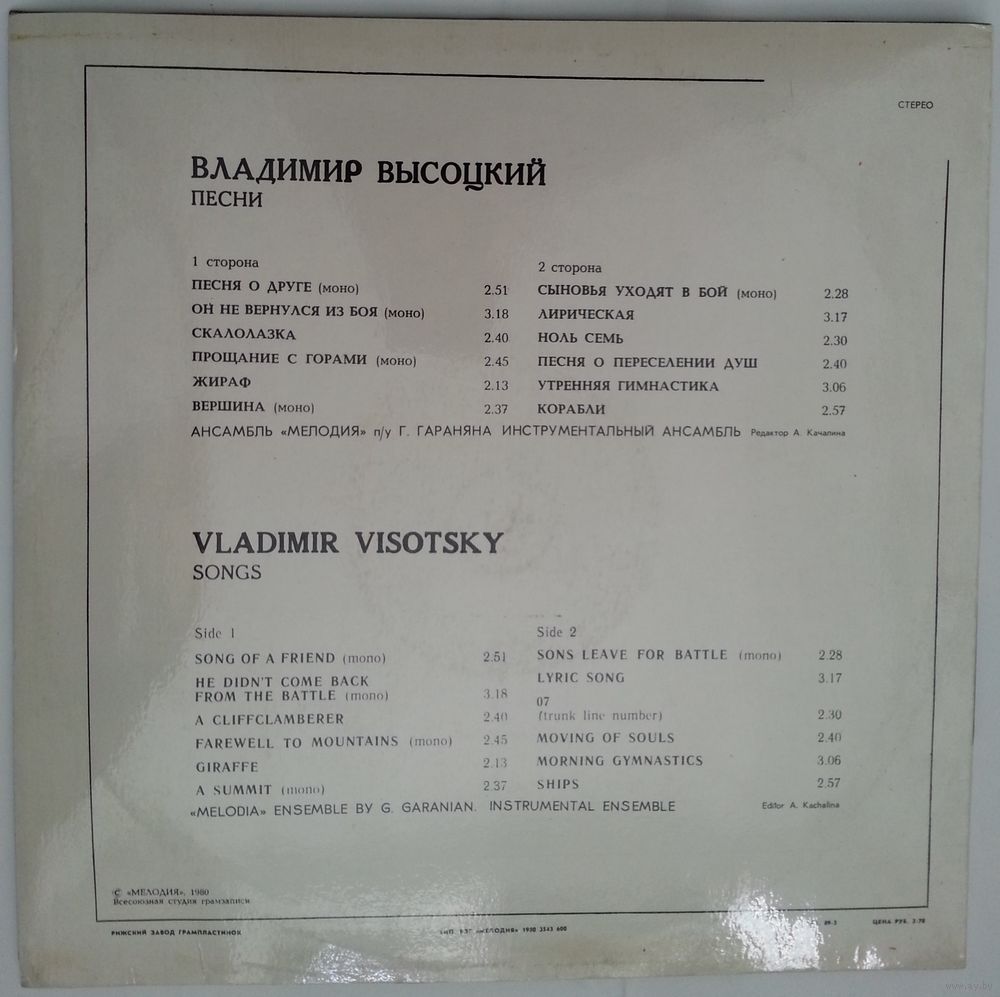 СТЕРЕО
ВЛАДИМИР ВЫСОЦКИЙ
ПЕСНИ
1 сторона
ПЕСНЯ О ДРУГЕ (моно) 2.51
ОН НЕ ВЕРНУЛСЯ ИЗ БОЯ (моно) 3.18
СКАЛОЛАЗКА 2.40
ПРОЩАНИЕ С ГОРАМИ (моно) 2.45
ЖИРАФ 2.13
ВЕРШИНА (моно) 2.37
2 сторона
СЫНОВЬЯ УХОДЯТ В БОЙ (моно) 2.28
ЛИРИЧЕСКАЯ 3.17
НОЛЬ СЕМЬ 2.30
ПЕСНЯ О ПЕРЕСЕЛЕНИИ ДУШ 2.40
УТРЕННЯЯ ГИМНАСТИКА 3.06
КОРАБЛИ 2.57
АНСАМБЛЬ «МЕЛОДИЯ» п/у Г. ГАРАНЯНА ИНСТРУМЕНТАЛЬНЫЙ АНСАМБЛЬ Редактор А. Качалина
VLADIMIR VISOTSKY
SONGS
Side 1
SONG OF A FRIEND (mono) 2.51
HE DIDN'T COME BACK
FROM THE BATTLE (mono) 3.18
A CLIFFCLAMBERER 2.40
FAREWELL TO MOUNTAINS (mono) 2.45
GIRAFFE 2.13
A SUMMIT (mono) 2.37
Side 2
SONS LEAVE FOR BATTLE (mono) 2.28
LYRIC SONG 3.17
07
(trunk line number) 2.30
MOVING OF SOULS 2.40
MORNING GYMNASTICS 3.06
SHIPS 2.57
«MELODIA» ENSEMBLE BY G. GARANIAN. INSTRUMENTAL ENSEMBLE Editor A. Kachalina
© «МЕЛОДИЯ», 1980
Всесоюзная студия грамзаписи
РИЖСКИЙ ЗАВОД ГРАМПЛАСТИНОК
«МЕЛОДИЯ» 1980 3543 600
ЦЕНА РУБ.
www.ay.by